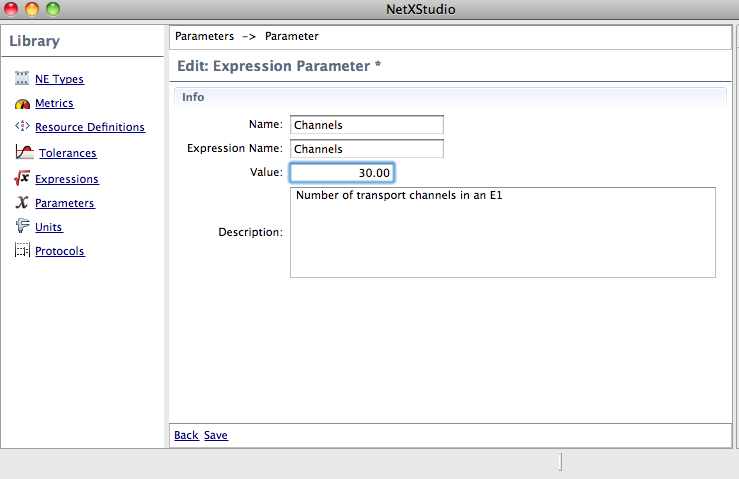 NetXStudio
Library
NE Types
Metrics
Resource Definitions
Tolerances
Expressions
Parameters
Units
Protocols
Parameters -> Parameter
Edit: Expression Parameter *
Info
Name: Channels
Expression Name: Channels
Value: 30.00
Description: Number of transport channels in an E1
Back Save